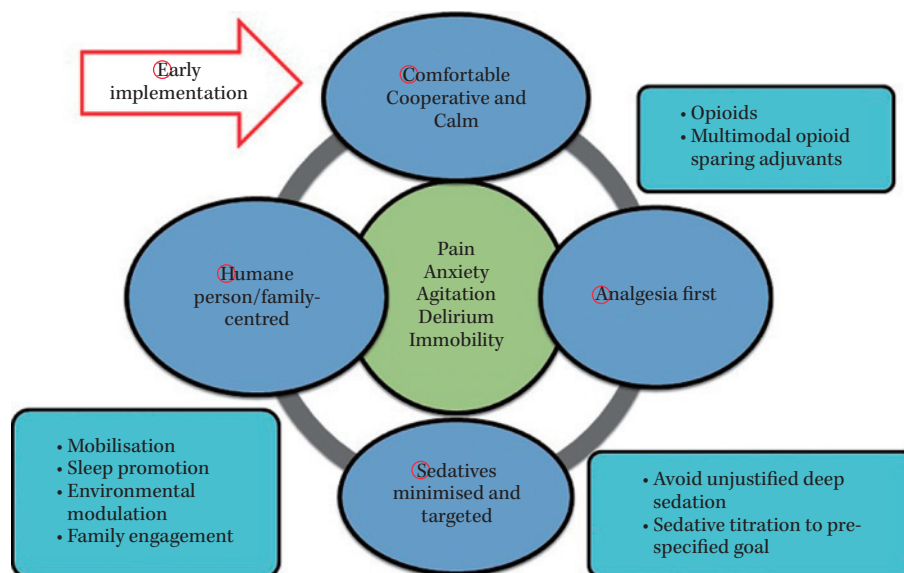 Early
implementation
Comfortable
Cooperative and
Calm
• Opioids
• Multimodal opioid
sparing adjuvants
Pain
Anxiety
Agitation
Delirium
Immobility
Humane
person/family-
centred
Analgesia first
• Mobilisation
• Sleep promotion
• Environmental
modulation
• Family engagement
Sedatives
minimised and
targeted
• Avoid unjustified deep
sedation
• Sedative titration to pre-
specified goal